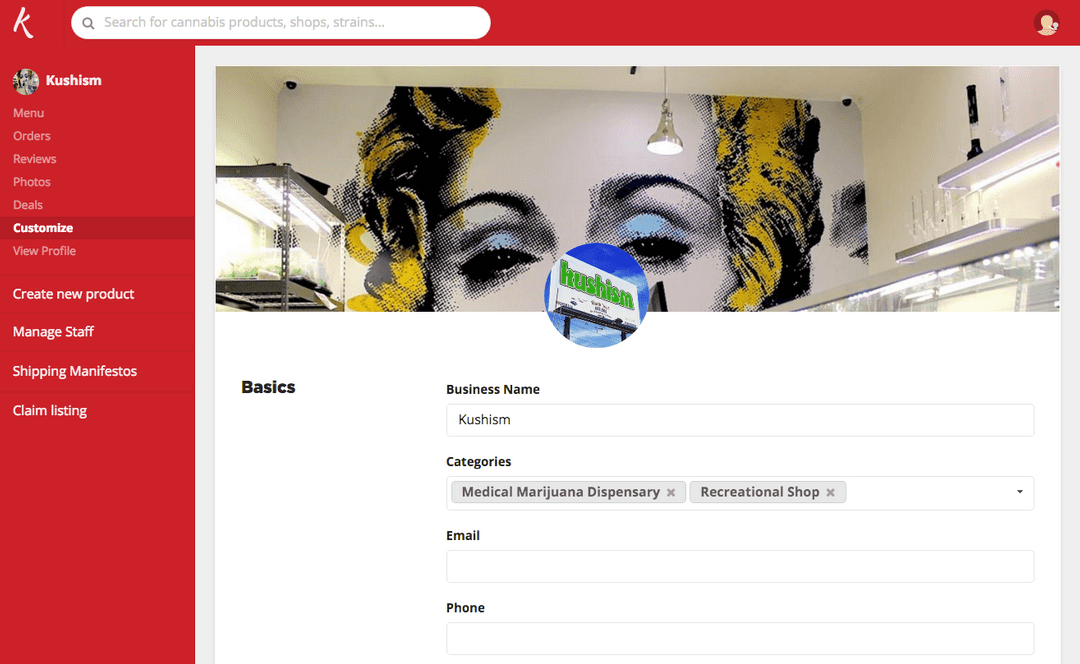 k
Search for cannabis products, shops, strains...
Kushism
Menu
Orders
Reviews
Photos
Deals
Customize
View Profile
Create new product
Manage Staff
Shipping Manifestos
Claim listing
kushism
Basics
Business Name
Kushism
Categories
Medical Marijuana Dispensary
Recreational Shop
Email
Phone